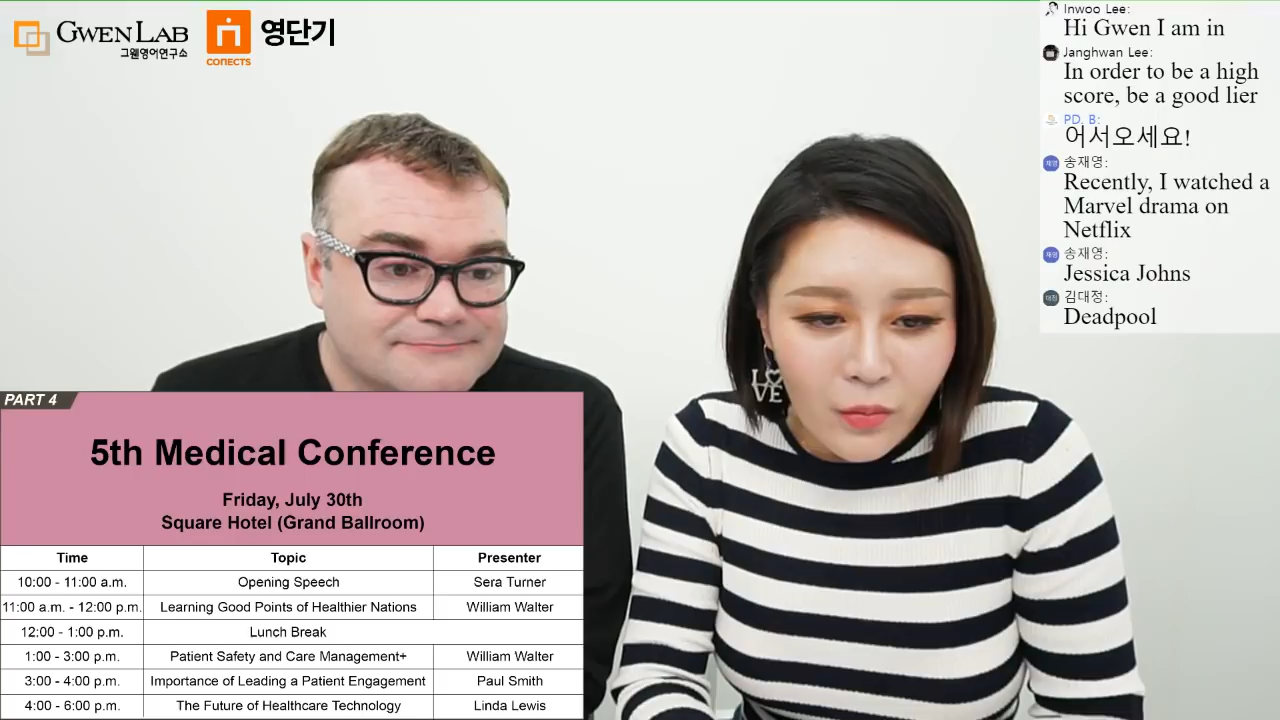 GWEN LAB
그웬영어연구소
CONECTS
영단기
Inwoo Lee:
Hi Gwen I am in
Janghwan Lee:
In order to be a high
score, be a good lier
PD. B:
어서오세요!
송재영:
Recently, I watched a
Marvel drama on
Netflix
송재영:
Jessica Johns
김대정:
Deadpool
LOVE
PART 4
5th Medical Conference
Friday, July 30th
Square Hotel (Grand Ballroom)
Time Topic Presenter
10:00 - 11:00 a.m. Opening Speech Sera Turner
11:00 a.m. - 12:00 p.m. Learning Good Points of Healthier Nations William Walter
12:00 - 1:00 p.m. Lunch Break
1:00 - 3:00 p.m. Patient Safety and Care Management+ William Walter
3:00 - 4:00 p.m. Importance of Leading a Patient Engagement Paul Smith
4:00 - 6:00 p.m. The Future of Healthcare Technology Linda Lewis